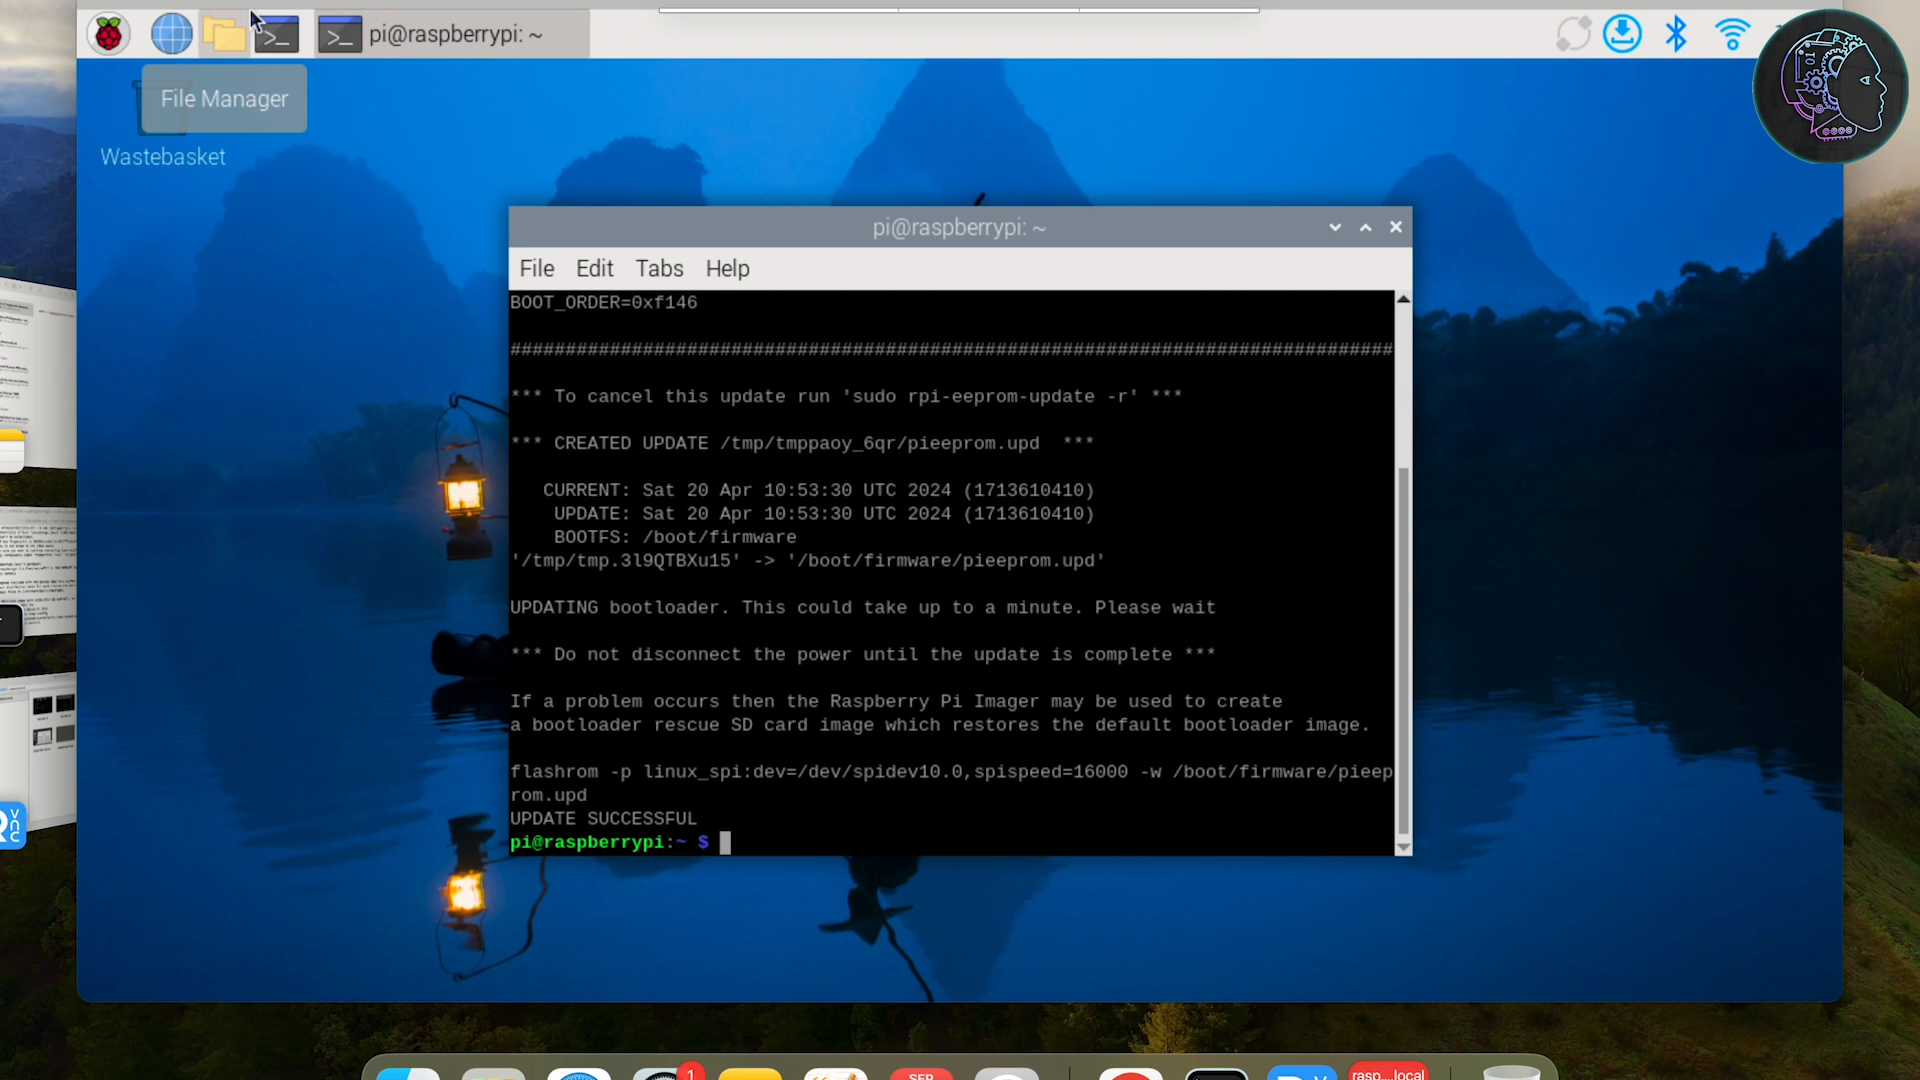 pi@raspberrypi: ~
File Manager
Wastebasket
pi@raspberrypi: ~
File Edit Tabs Help
BOOT_ORDER=0xf146
################################################################################
*** To cancel this update run 'sudo rpi-eeprom-update -r' ***
*** CREATED UPDATE /tmp/tmppaoy_6qr/pieeprom.upd  ***
CURRENT: Sat 20 Apr 10:53:30 UTC 2024 (1713610410)
UPDATE: Sat 20 Apr 10:53:30 UTC 2024 (1713610410)
BOOTFS: /boot/firmware
'/tmp/tmp.3l9QTBXu15' -> '/boot/firmware/pieeprom.upd'
UPDATING bootloader. This could take up to a minute. Please wait
*** Do not disconnect the power until the update is complete ***
If a problem occurs then the Raspberry Pi Imager may be used to create
a bootloader rescue SD card image which restores the default bootloader image.
flashrom -p linux_spi:dev=/dev/spidev10.0,spispeed=16000 -w /boot/firmware/pieep
rom.upd
UPDATE SUCCESSFUL
pi@raspberrypi:~ $
1
SEP
rasp...local